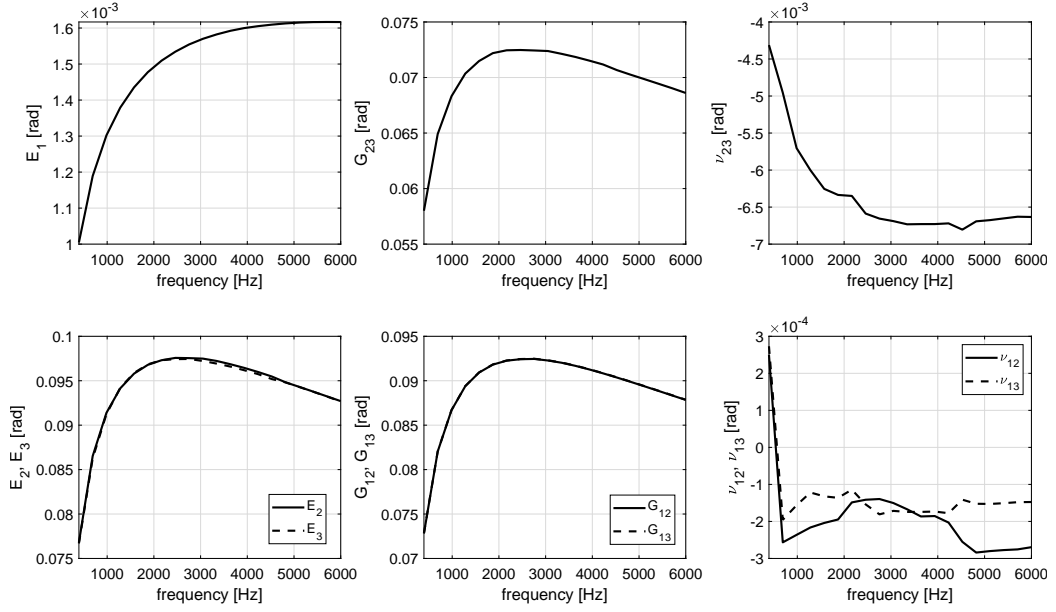 ×10⁻³
1.6
1.5
1.4
1.3
1.2
1.1
1
E₁ [rad]
1000 2000 3000 4000 5000 6000
frequency [Hz]
0.075
0.07
0.065
0.06
0.055
G₂₃ [rad]
1000 2000 3000 4000 5000 6000
frequency [Hz]
×10⁻³
-4
-4.5
-5
-5.5
-6
-6.5
-7
ν₂₃ [rad]
1000 2000 3000 4000 5000 6000
frequency [Hz]
0.1
0.095
0.09
0.085
0.08
0.075
E₂, E₃ [rad]
E₂
E₃
1000 2000 3000 4000 5000 6000
frequency [Hz]
0.095
0.09
0.085
0.08
0.075
0.07
G₁₂, G₁₃ [rad]
G₁₂
G₁₃
1000 2000 3000 4000 5000 6000
frequency [Hz]
×10⁻⁴
3
2
1
0
-1
-2
-3
ν₁₂, ν₁₃ [rad]
ν₁₂
ν₁₃
1000 2000 3000 4000 5000 6000
frequency [Hz]